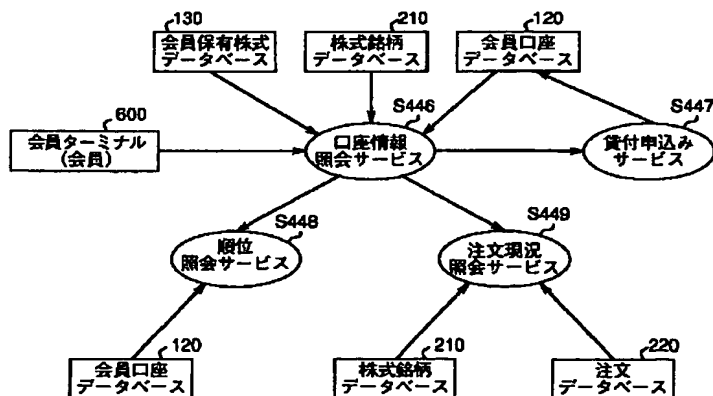 130
会員保有株式
データベース
210
株式銘柄
データベース
120
会員口座
データベース
600
会員ターミナル
(会員)
S446
口座情報
照会サービス
S447
貸付申込み
サービス
S448
順位
照会サービス
S449
注文現況
照会サービス
120
会員口座
データベース
210
株式銘柄
データベース
220
注文
データベース